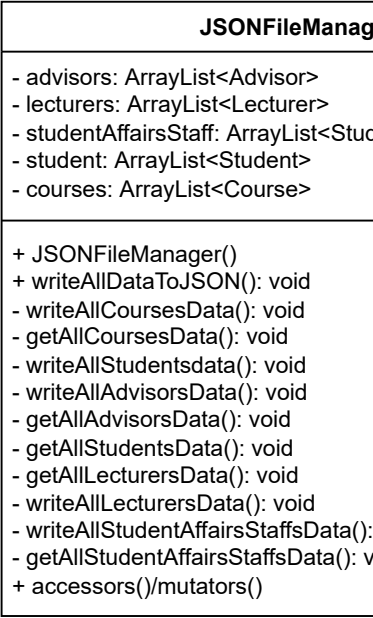 JSONFileManag
- advisors: ArrayList<Advisor>
- lecturers: ArrayList<Lecturer>
- studentAffairsStaff: ArrayList<Stud
- student: ArrayList<Student>
- courses: ArrayList<Course>
+ JSONFileManager()
+ writeAllDataToJSON(): void
- writeAllCoursesData(): void
- getAllCoursesData(): void
- writeAllStudentsdata(): void
- writeAllAdvisorsData(): void
- getAllAdvisorsData(): void
- getAllStudentsData(): void
- getAllLecturersData(): void
- writeAllLecturersData(): void
- writeAllStudentAffairsStaffsData():
- getAllStudentAffairsStaffsData(): v
+ accessors()/mutators()